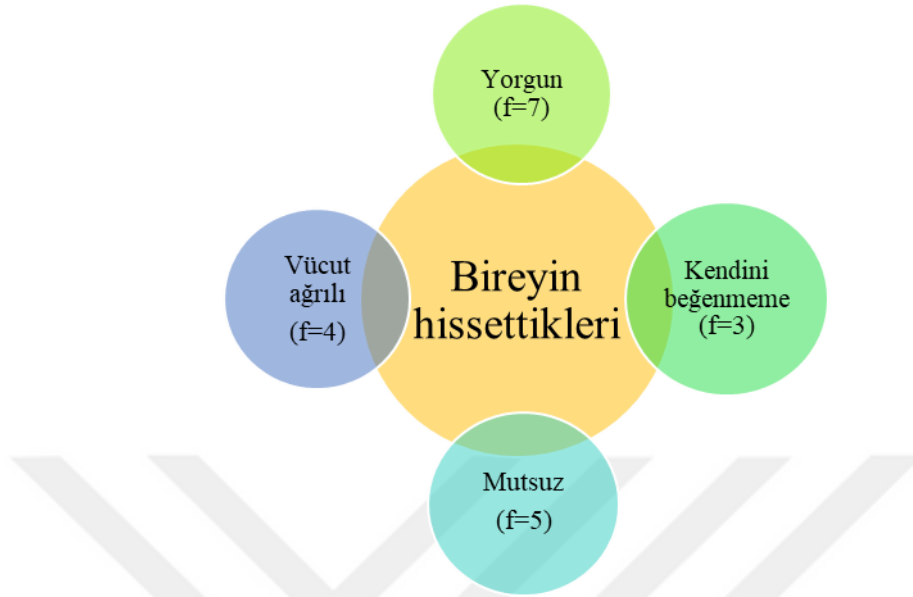 Yorgun
(f=7)
Vücut
ağrılı
(f=4)
Bireyin
hissettikleri
Kendini
beğenmeme
(f=3)
Mutsuz
(f=5)